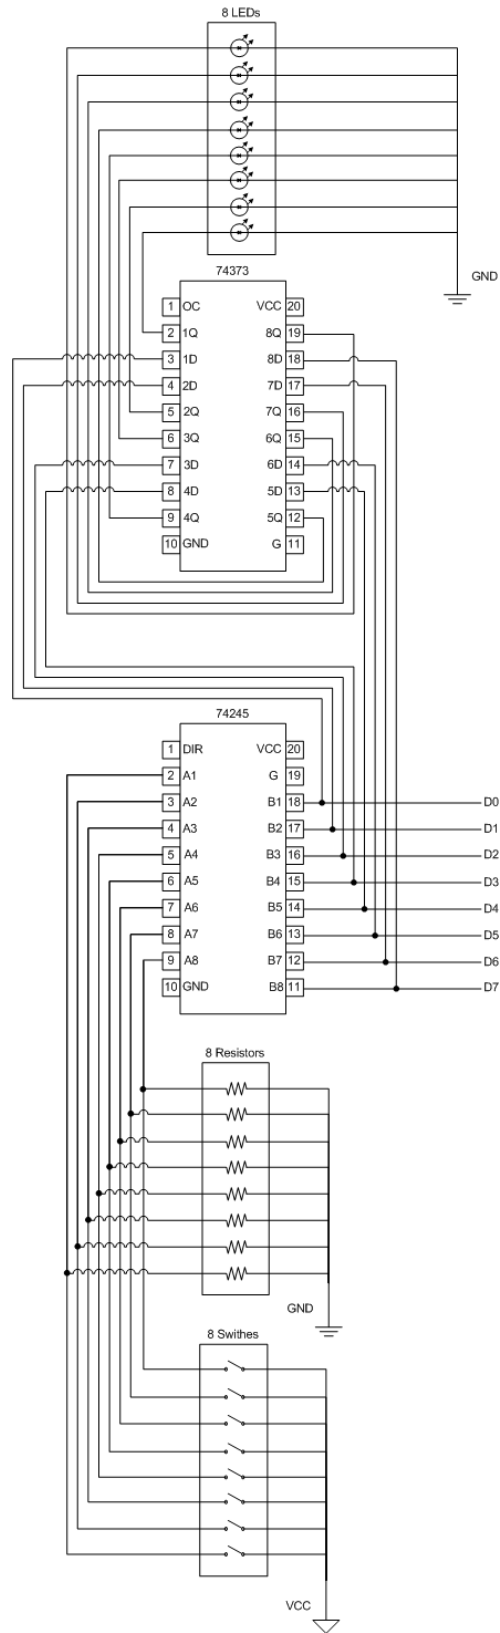 8 LEDs
GND
74373
1 OC VCC 20
2 1Q 8Q 19
3 1D 8D 18
4 2D 7D 17
5 2Q 7Q 16
6 3Q 6Q 15
7 3D 6D 14
8 4D 5D 13
9 4Q 5Q 12
10 GND G 11
74245
1 DIR VCC 20
2 A1 G 19
3 A2 B1 18 D0
4 A3 B2 17 D1
5 A4 B3 16 D2
6 A5 B4 15 D3
7 A6 B5 14 D4
8 A7 B6 13 D5
9 A8 B7 12 D6
10 GND B8 11 D7
8 Resistors
GND
8 Swithes
VCC